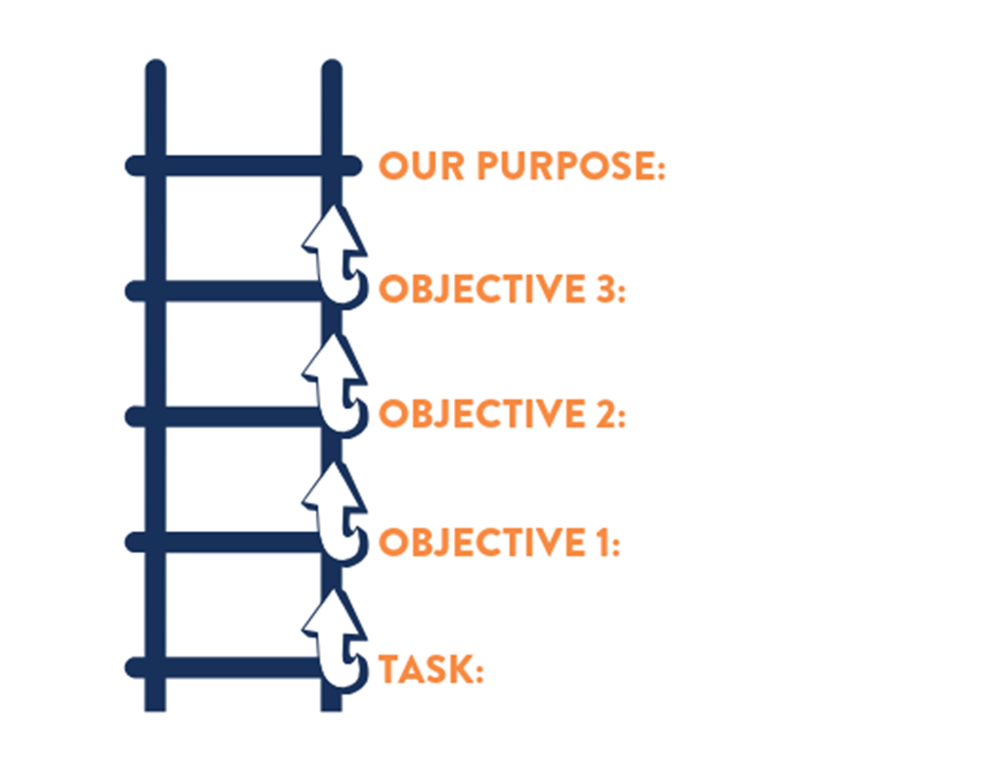 OUR PURPOSE:
OBJECTIVE 3:
OBJECTIVE 2:
OBJECTIVE 1:
TASK: